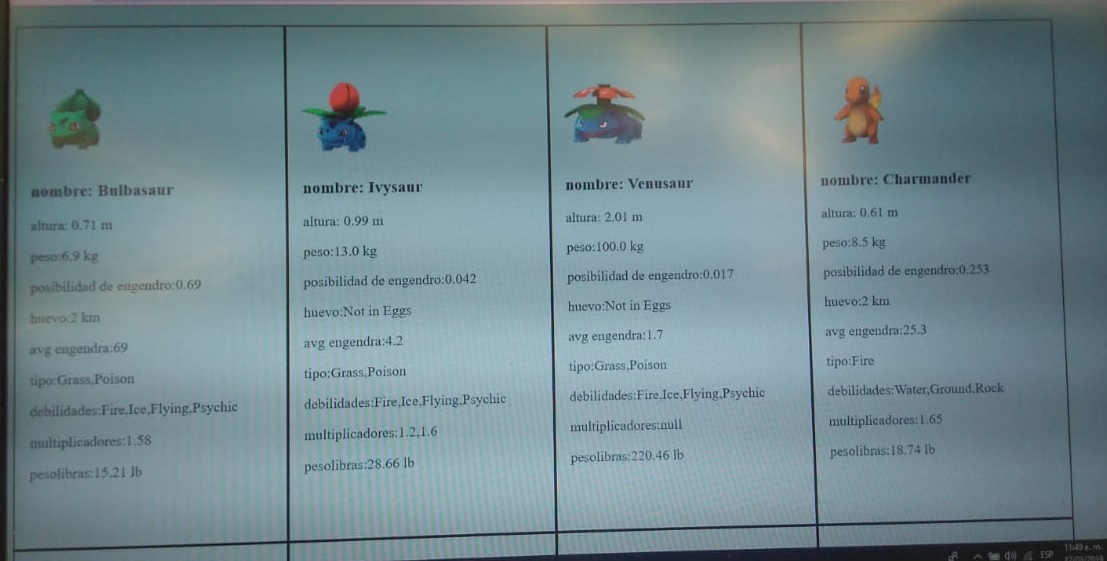 nombre: Bulbasaur
altura: 0.71 m
peso:6.9 kg
posibilidad de engendro:0.69
huevo:2 km
avg engendra:69
tipo:Grass,Poison
debilidades:Fire,Ice,Flying,Psychic
multiplicadores:1.58
pesolibras:15.21 lb
nombre: Ivysaur
altura: 0.99 m
peso:13.0 kg
posibilidad de engendro:0.042
huevo:Not in Eggs
avg engendra:4.2
tipo:Grass,Poison
debilidades:Fire,Ice,Flying,Psychic
multiplicadores:1.2,1.6
pesolibras:28.66 lb
nombre: Venusaur
altura: 2.01 m
peso:100.0 kg
posibilidad de engendro:0.017
huevo:Not in Eggs
avg engendra:1.7
tipo:Grass,Poison
debilidades:Fire,Ice,Flying,Psychic
multiplicadores:null
pesolibras:220.46 lb
nombre: Charmander
altura: 0.61 m
peso:8.5 kg
posibilidad de engendro:0.253
huevo:2 km
avg engendra:25.3
tipo:Fire
debilidades:Water,Ground,Rock
multiplicadores:1.65
pesolibras:18.74 lb
ESP
11:49 a. m.